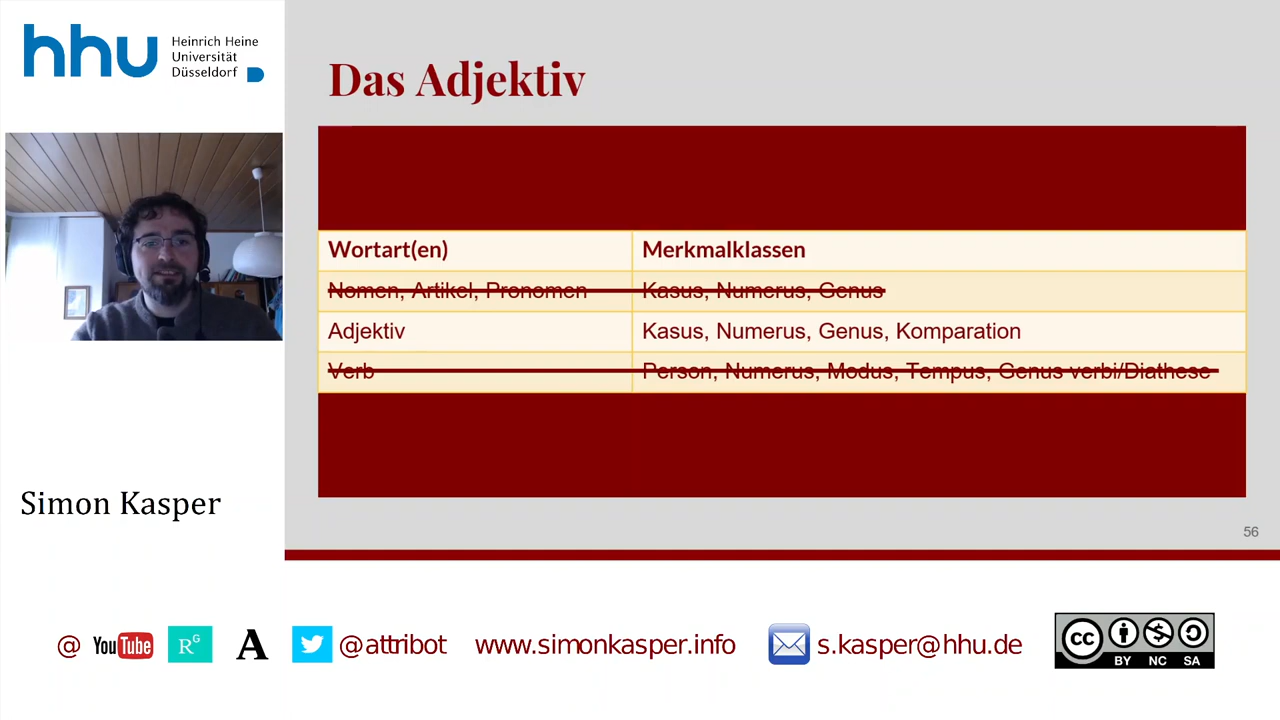 hhu Heinrich Heine
Universität
Düsseldorf
Das Adjektiv
Wortart(en) Merkmalklassen
Nomen, Artikel, Pronomen Kasus, Numerus, Genus
Adjektiv Kasus, Numerus, Genus, Komparation
Verb Person, Numerus, Modus, Tempus, Genus verbi/Diathese
Simon Kasper
56
@ YouTube RG A @attribot www.simonkasper.info s.kasper@hhu.de cc
BY NC SA